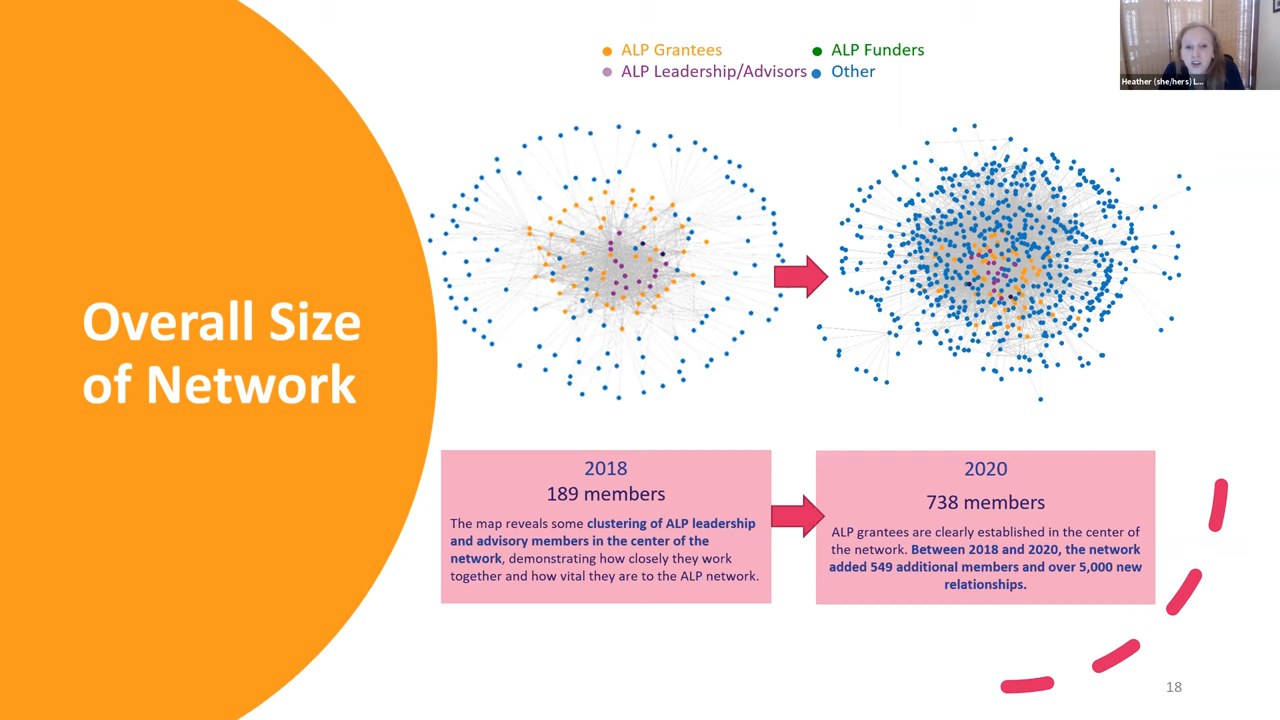 ALP Grantees
ALP Funders
ALP Leadership/Advisors
Other
Heather (she/hers) L...
Overall Size
of Network
2018
189 members
The map reveals some clustering of ALP leadership
and advisory members in the center of the
network, demonstrating how closely they work
together and how vital they are to the ALP network.
2020
738 members
ALP grantees are clearly established in the center of
the network. Between 2018 and 2020, the network
added 549 additional members and over 5,000 new
relationships.
18